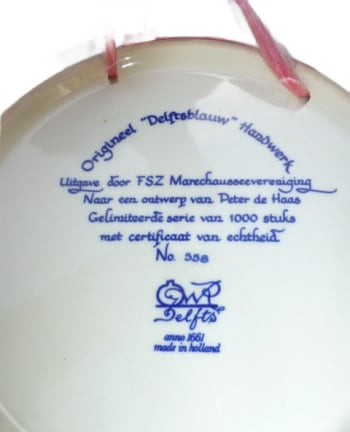 Origineel "Delftsblauw" Handwerk
Uitgave door FSZ Marechausseevereniging
Naar een ontwerp van Peter de Haas
Gelimiteerde serie van 1000 stuks
met certificaat van echtheid
No. 558
Delfts
anno 1661
made in holland